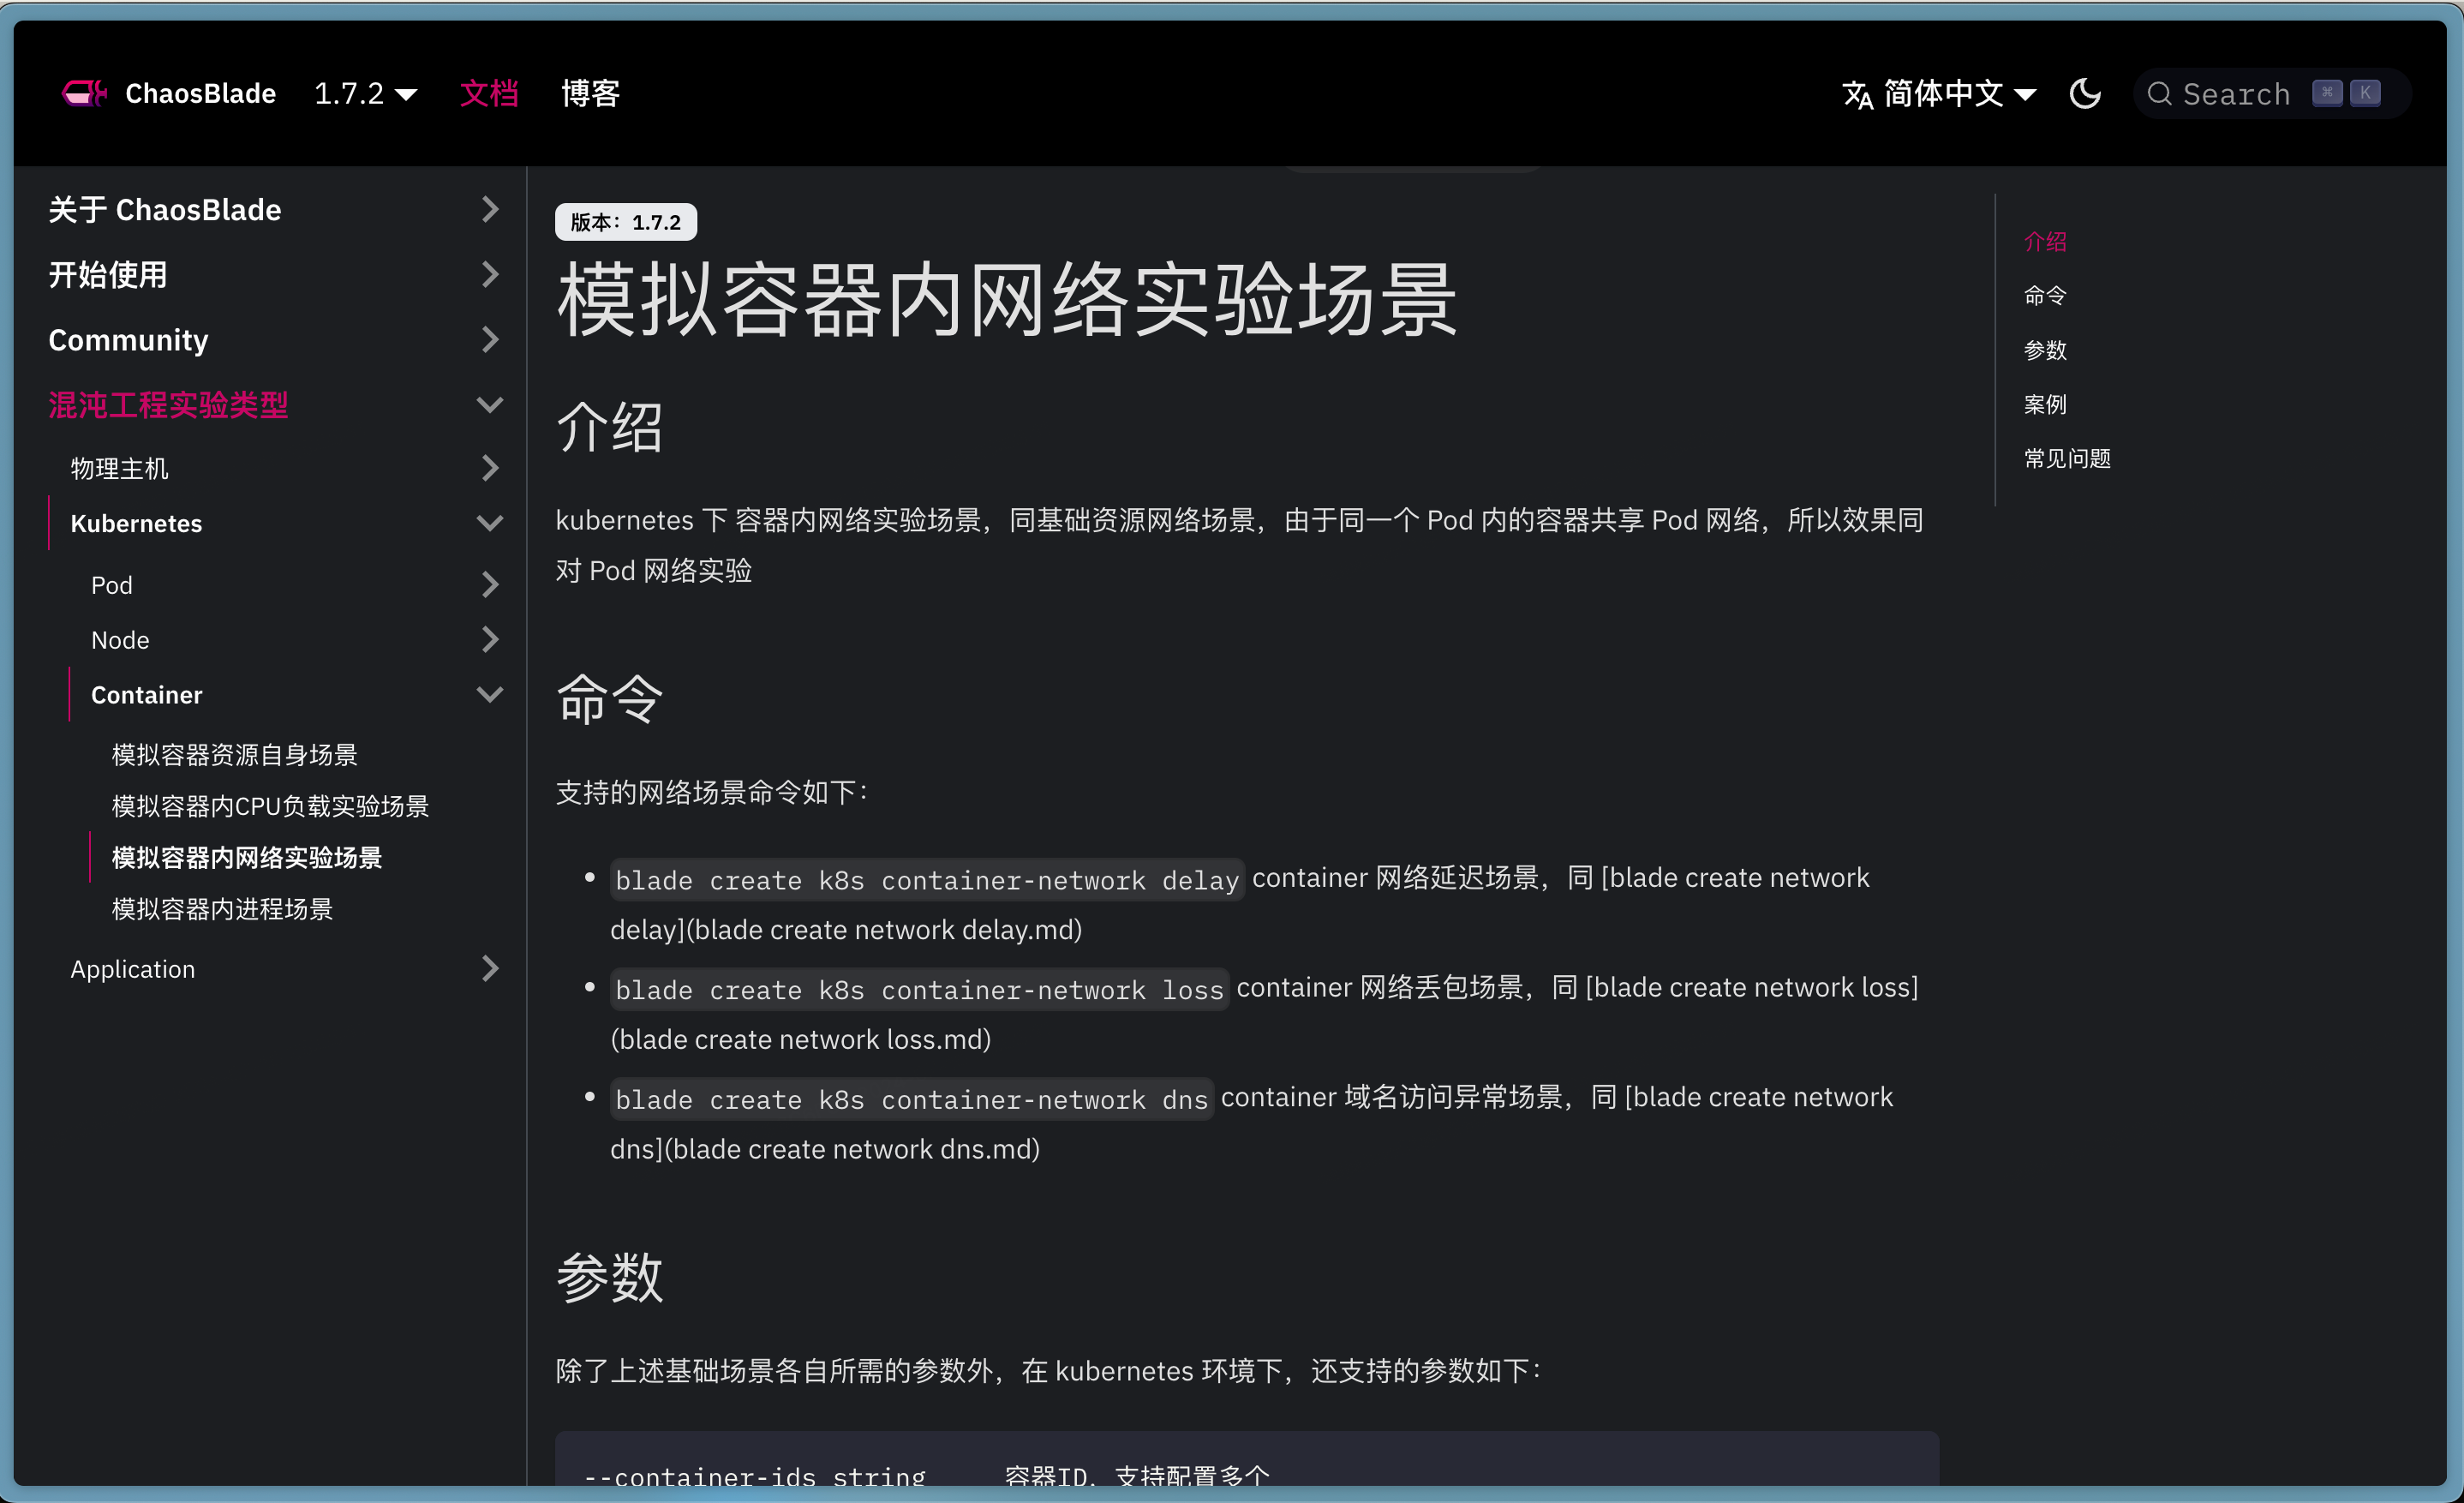 ChaosBlade 1.7.2 文档 博客 简体中文 Search ⌘ K
关于 ChaosBlade
开始使用
Community
混沌工程实验类型
物理主机
Kubernetes
Pod
Node
Container
模拟容器资源自身场景
模拟容器内CPU负载实验场景
模拟容器内网络实验场景
模拟容器内进程场景
Application
版本：1.7.2
模拟容器内网络实验场景
介绍
kubernetes 下 容器内网络实验场景，同基础资源网络场景，由于同一个 Pod 内的容器共享 Pod 网络，所以效果同
对 Pod 网络实验
命令
支持的网络场景命令如下：
blade create k8s container-network delay container 网络延迟场景，同 [blade create network
delay](blade create network delay.md)
blade create k8s container-network loss container 网络丢包场景，同 [blade create network loss]
(blade create network loss.md)
blade create k8s container-network dns container 域名访问异常场景，同 [blade create network
dns](blade create network dns.md)
参数
除了上述基础场景各自所需的参数外，在 kubernetes 环境下，还支持的参数如下：
--container-ids string 容器ID，支持配置多个
介绍
命令
参数
案例
常见问题